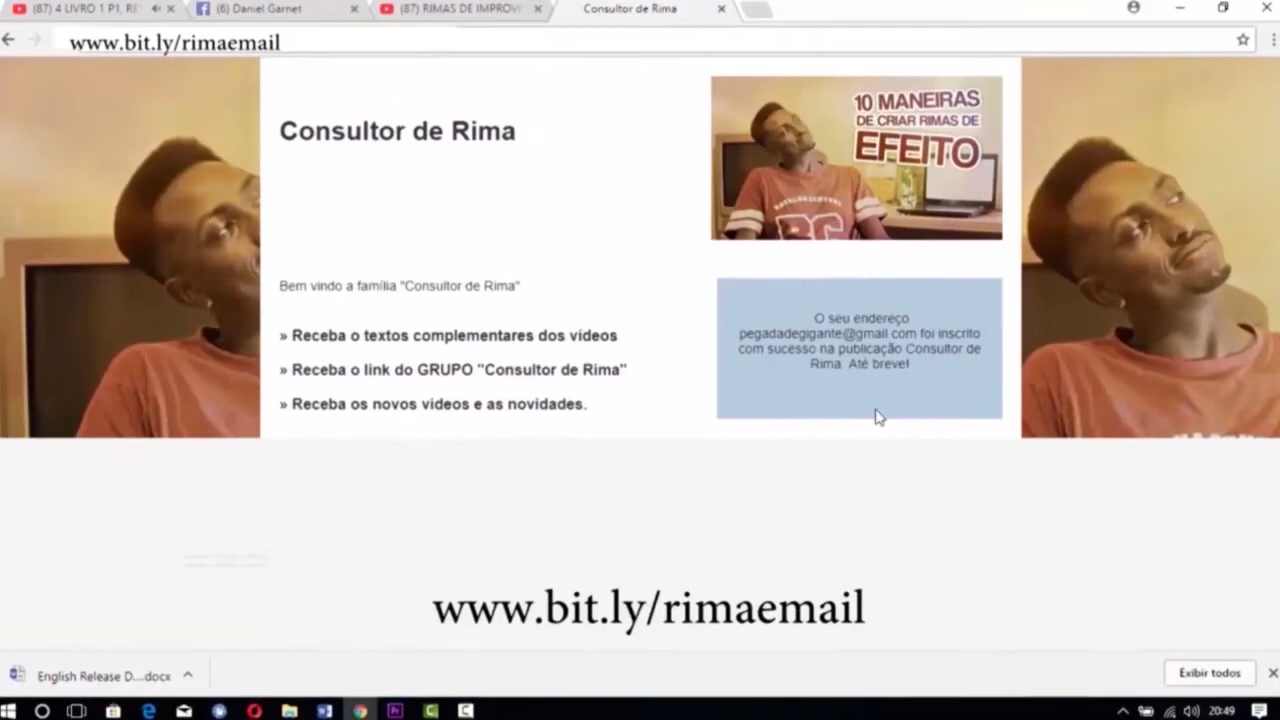 (87) 4 LIVRO 1 P1, RE
(6) Daniel Garnet
(87) RIMAS DE IMPROVI
Consultor de Rima
www.bit.ly/rimaemail
Consultor de Rima
10 MANEIRAS
DE CRIAR RIMAS DE
EFEITO
Bem vindo a família "Consultor de Rima"
» Receba o textos complementares dos vídeos
» Receba o link do GRUPO "Consultor de Rima"
» Receba os novos videos e as novidades.
O seu endereço
pegadadegigante@gmail.com foi inscrito
com sucesso na publicação Consultor de
Rima. Até breve!
www.bit.ly/rimaemail
English Release D....docx
Exibir todos
20:49